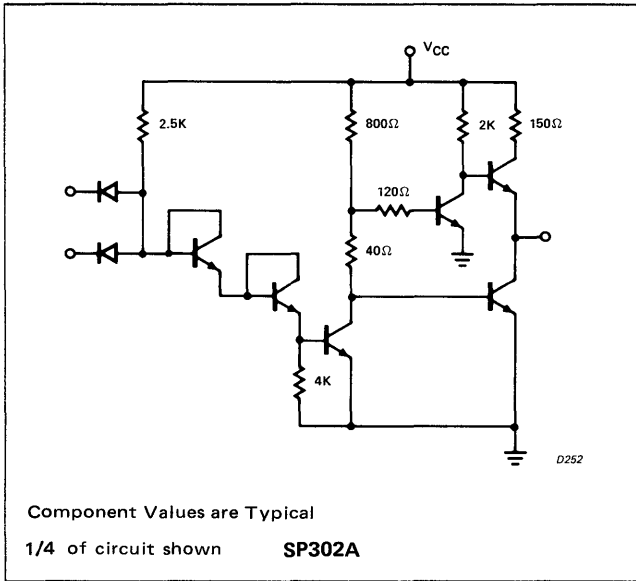 VCC
2.5K
800Ω
2K
150Ω
120Ω
40Ω
4K
D252
Component Values are Typical
1/4 of circuit shown SP302A